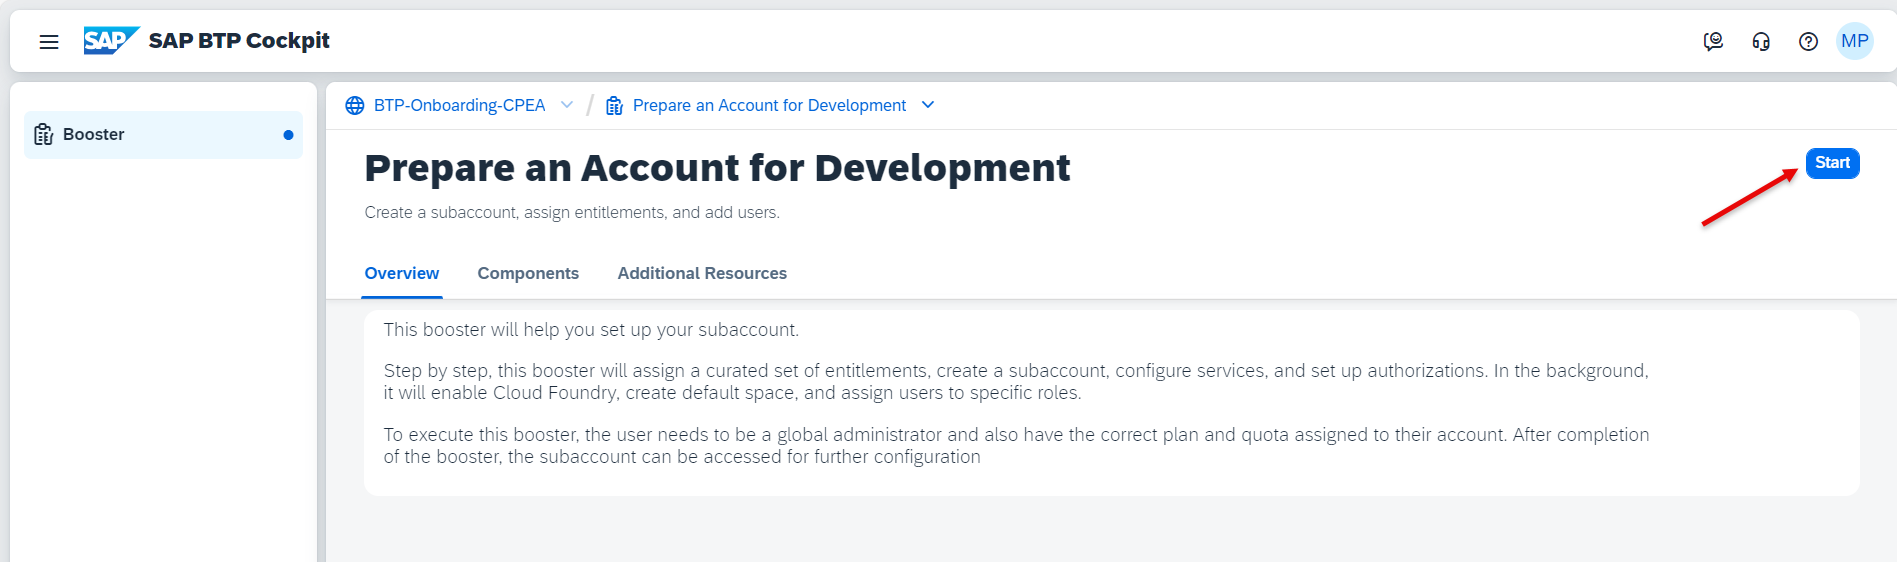 SAP SAP BTP Cockpit
MP
Booster
BTP-Onboarding-CPEA / Prepare an Account for Development
Prepare an Account for Development
Start
Create a subaccount, assign entitlements, and add users.
Overview Components Additional Resources
This booster will help you set up your subaccount.
Step by step, this booster will assign a curated set of entitlements, create a subaccount, configure services, and set up authorizations. In the background,
it will enable Cloud Foundry, create default space, and assign users to specific roles.
To execute this booster, the user needs to be a global administrator and also have the correct plan and quota assigned to their account. After completion
of the booster, the subaccount can be accessed for further configuration